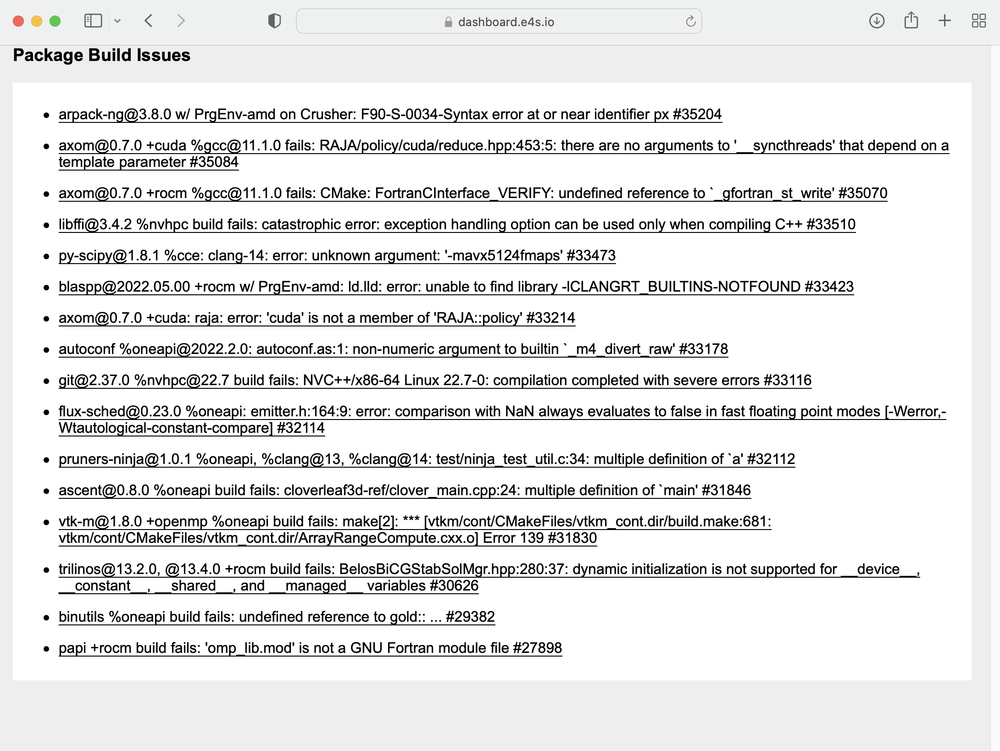 dashboard.e4s.io
Package Build Issues
arpack-ng@3.8.0 w/ PrgEnv-amd on Crusher: F90-S-0034-Syntax error at or near identifier px #35204
axom@0.7.0 +cuda %gcc@11.1.0 fails: RAJA/policy/cuda/reduce.hpp:453:5: there are no arguments to '__syncthreads' that depend on a
template parameter #35084
axom@0.7.0 +rocm %gcc@11.1.0 fails: CMake: FortranCInterface_VERIFY: undefined reference to `_gfortran_st_write' #35070
libffi@3.4.2 %nvhpc build fails: catastrophic error: exception handling option can be used only when compiling C++ #33510
py-scipy@1.8.1 %cce: clang-14: error: unknown argument: '-mavx5124fmaps' #33473
blaspp@2022.05.00 +rocm w/ PrgEnv-amd: ld.lld: error: unable to find library -lCLANGRT_BUILTINS-NOTFOUND #33423
axom@0.7.0 +cuda: raja: error: 'cuda' is not a member of 'RAJA::policy' #33214
autoconf %oneapi@2022.2.0: autoconf.as:1: non-numeric argument to builtin `_m4_divert_raw' #33178
git@2.37.0 %nvhpc@22.7 build fails: NVC++/x86-64 Linux 22.7-0: compilation completed with severe errors #33116
flux-sched@0.23.0 %oneapi: emitter.h:164:9: error: comparison with NaN always evaluates to false in fast floating point modes [-Werror,-
Wtautological-constant-compare] #32114
pruners-ninja@1.0.1 %oneapi, %clang@13, %clang@14: test/ninja_test_util.c:34: multiple definition of `a' #32112
ascent@0.8.0 %oneapi build fails: cloverleaf3d-ref/clover_main.cpp:24: multiple definition of `main' #31846
vtk-m@1.8.0 +openmp %oneapi build fails: make[2]: *** [vtkm/cont/CMakeFiles/vtkm_cont.dir/build.make:681:
vtkm/cont/CMakeFiles/vtkm_cont.dir/ArrayRangeCompute.cxx.o] Error 139 #31830
trilinos@13.2.0, @13.4.0 +rocm build fails: BelosBiCGStabSolMgr.hpp:280:37: dynamic initialization is not supported for __device__,
__constant__, __shared__, and __managed__ variables #30626
binutils %oneapi build fails: undefined reference to gold:: ... #29382
papi +rocm build fails: 'omp_lib.mod' is not a GNU Fortran module file #27898